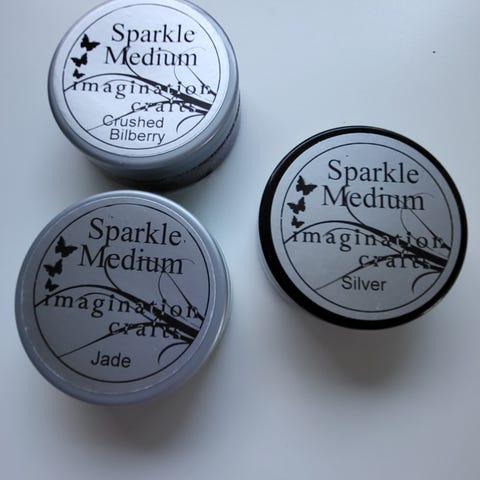 Sparkle
Medium
imagination
crafts
Crushed
Bilberry
Sparkle
Medium
imagination
crafts
Jade
Sparkle
Medium
imagination
crafts
Silver